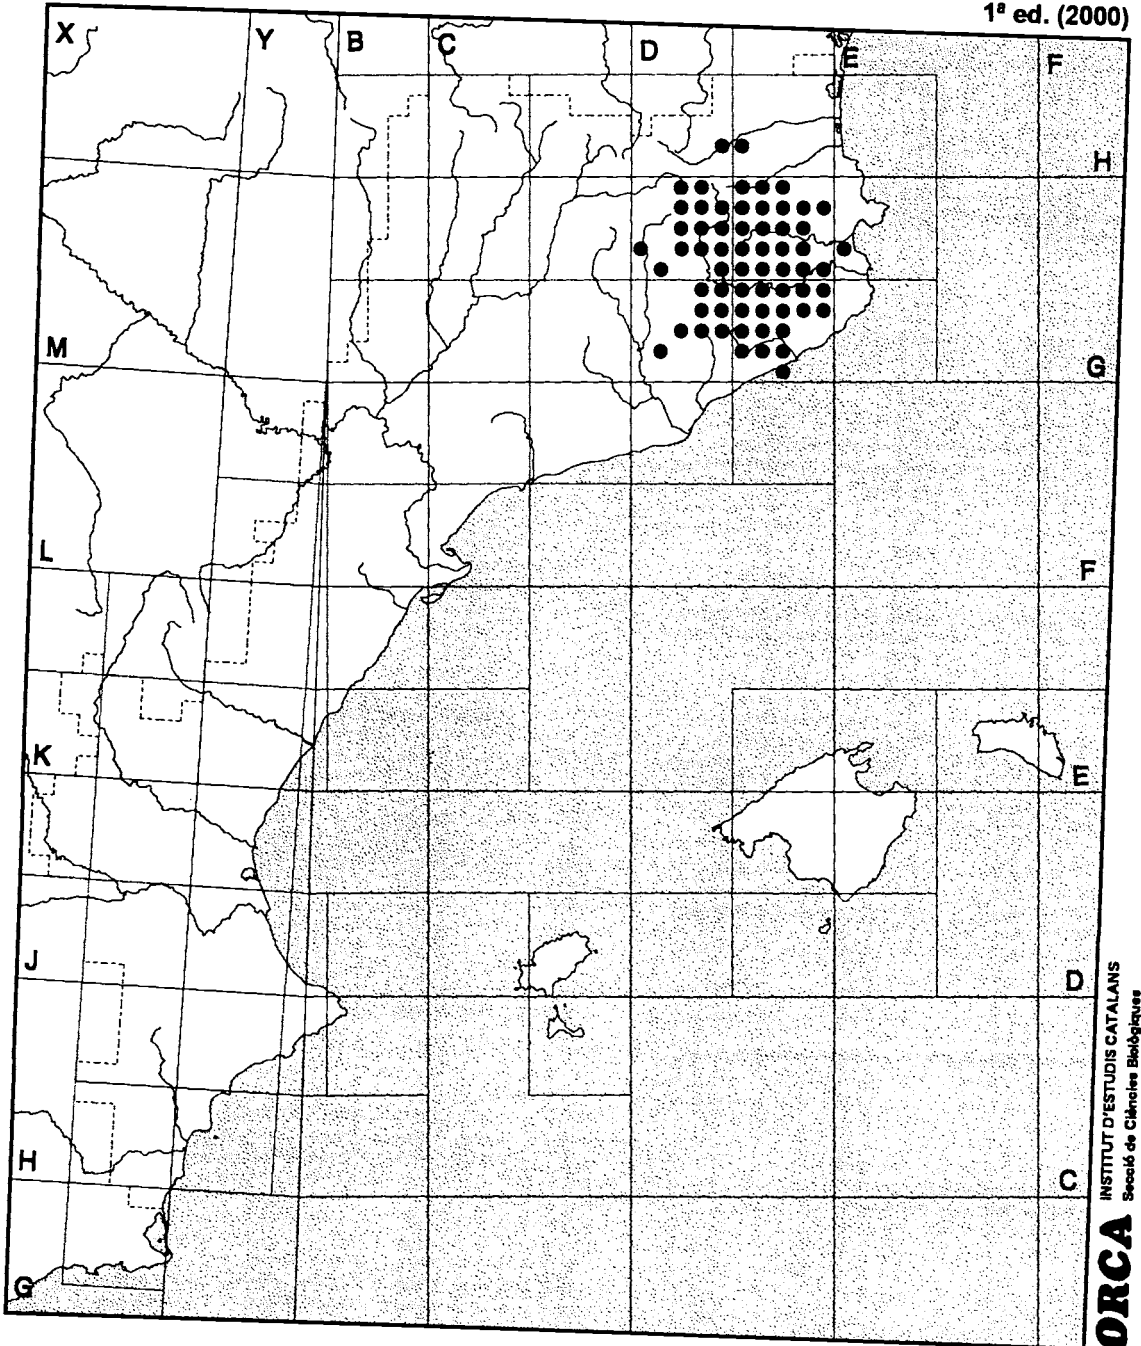 1ª ed. (2000)
X
Y
B
C
D
E
F
H
M
G
L
F
K
E
J
D
H
C
G
INSTITUT D'ESTUDIS CATALANS
Secció de Ciències Biològiques
ORCA